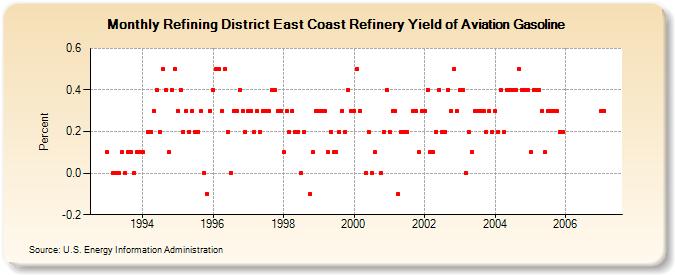 Monthly Refining District East Coast Refinery Yield of Aviation Gasoline
Percent
0.6
0.4
0.2
0.0
-0.2
1994 1996 1998 2000 2002 2004 2006
Source: U.S. Energy Information Administration